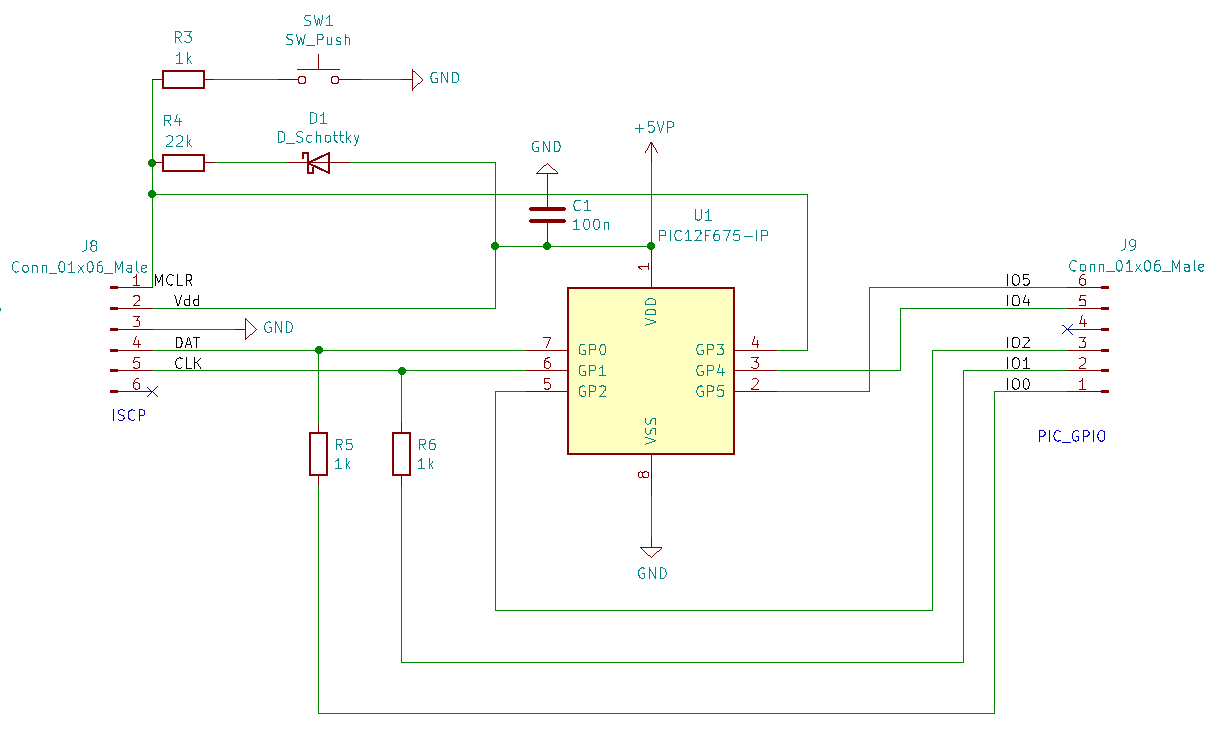 SW1
SW_Push
R3
1k
GND
R4
22k
D1
D_Schottky
GND
+5VP
C1
100n
U1
PIC12F675-IP
J8
Conn_01x06_Male
1 MCLR
2 Vdd
3 GND
4 DAT
5 CLK
6
ISCP
1
VDD
7 GP0
6 GP1
5 GP2
GP3 4
GP4 3
GP5 2
VSS
8
GND
R5
1k
R6
1k
J9
Conn_01x06_Male
IO5 6
IO4 5
4
IO2 3
IO1 2
IO0 1
PIC_GPIO